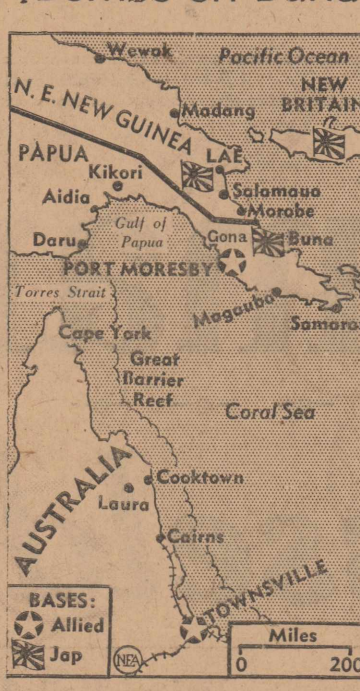 Wewok
Pacific Ocean
N. E. NEW GUINEA
NEW
BRITAIN
Madang
PAPUA
LAE
Kikori
Salamaua
Aidia
Morobe
Gulf of
Papua
Gona
Buna
Daru
PORT MORESBY
Torres Strait
Magauba
Samara
Cape York
Great
Barrier
Reef
Coral Sea
AUSTRALIA
Cooktown
Laura
Cairns
TOWNSVILLE
BASES:
Allied
Jap
NEA
Miles
0 200